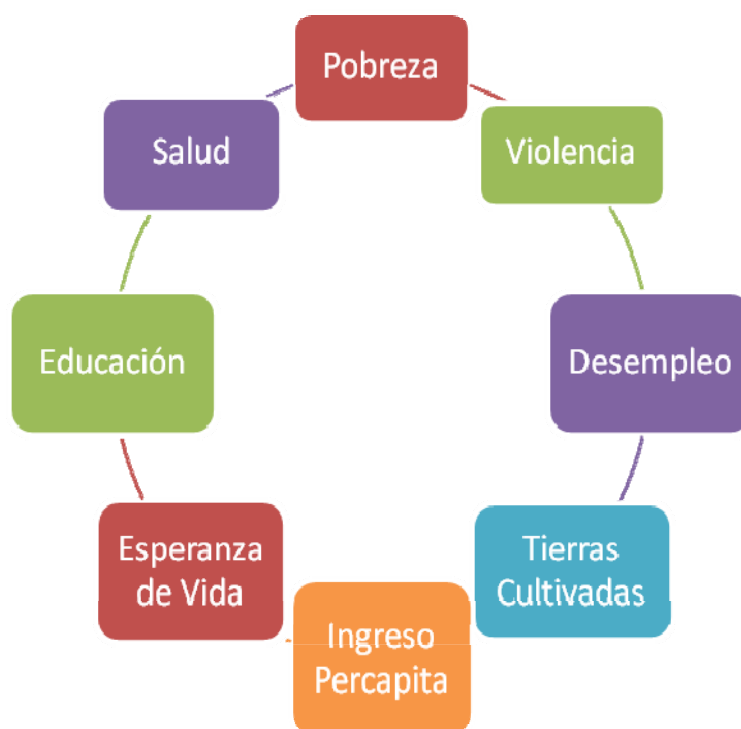 Pobreza
Violencia
Desempleo
Tierras
Cultivadas
Ingreso
Percapita
Esperanza
de Vida
Educación
Salud